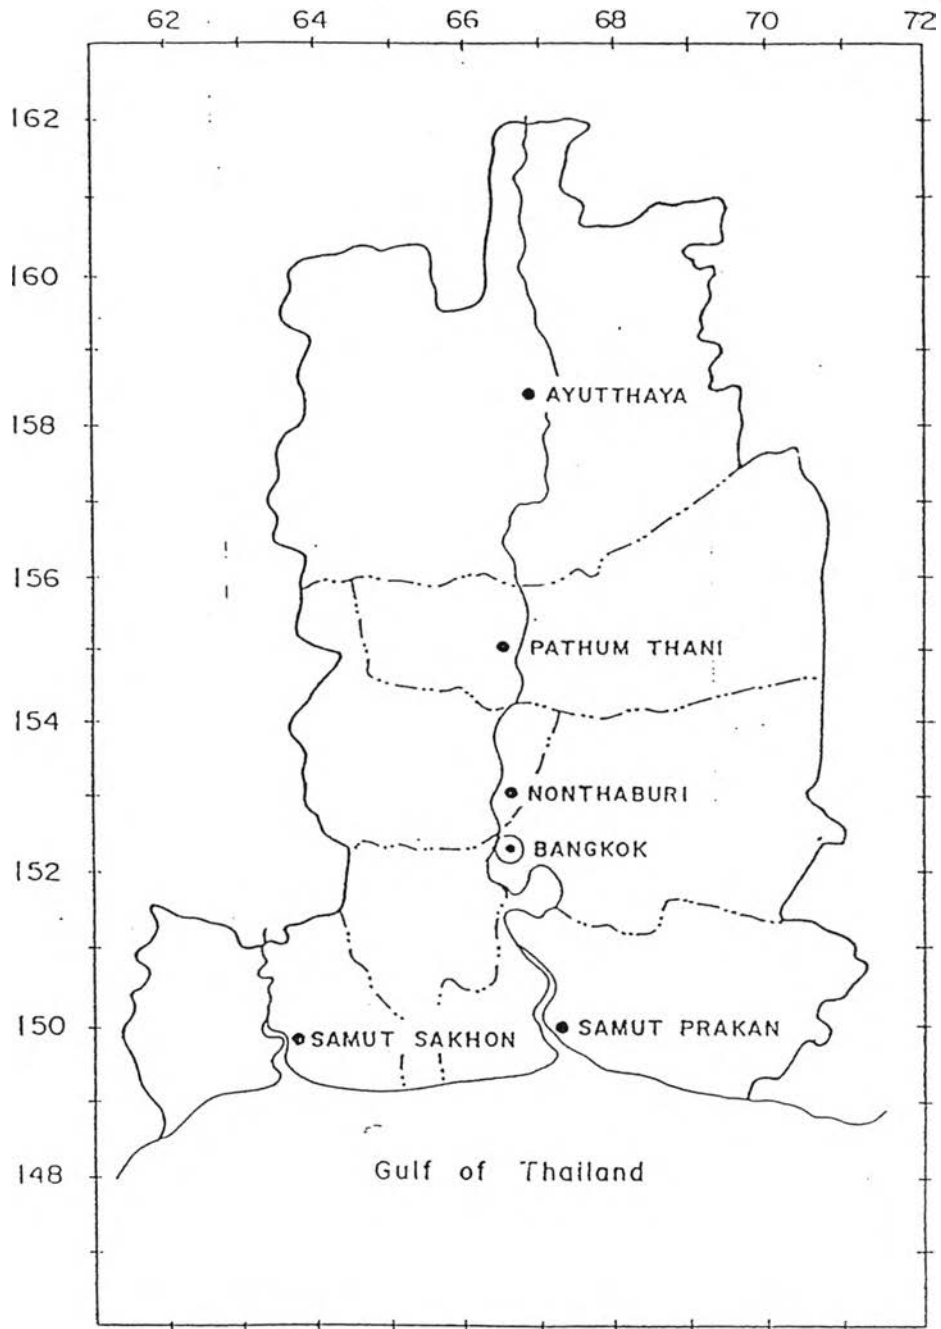 62 64 66 68 70 72
162
160
AYUTTHAYA
158
156
PATHUM THANI
154
NONTHABURI
BANGKOK
152
150
SAMUT SAKHON
SAMUT PRAKAN
148
Gulf of Thailand